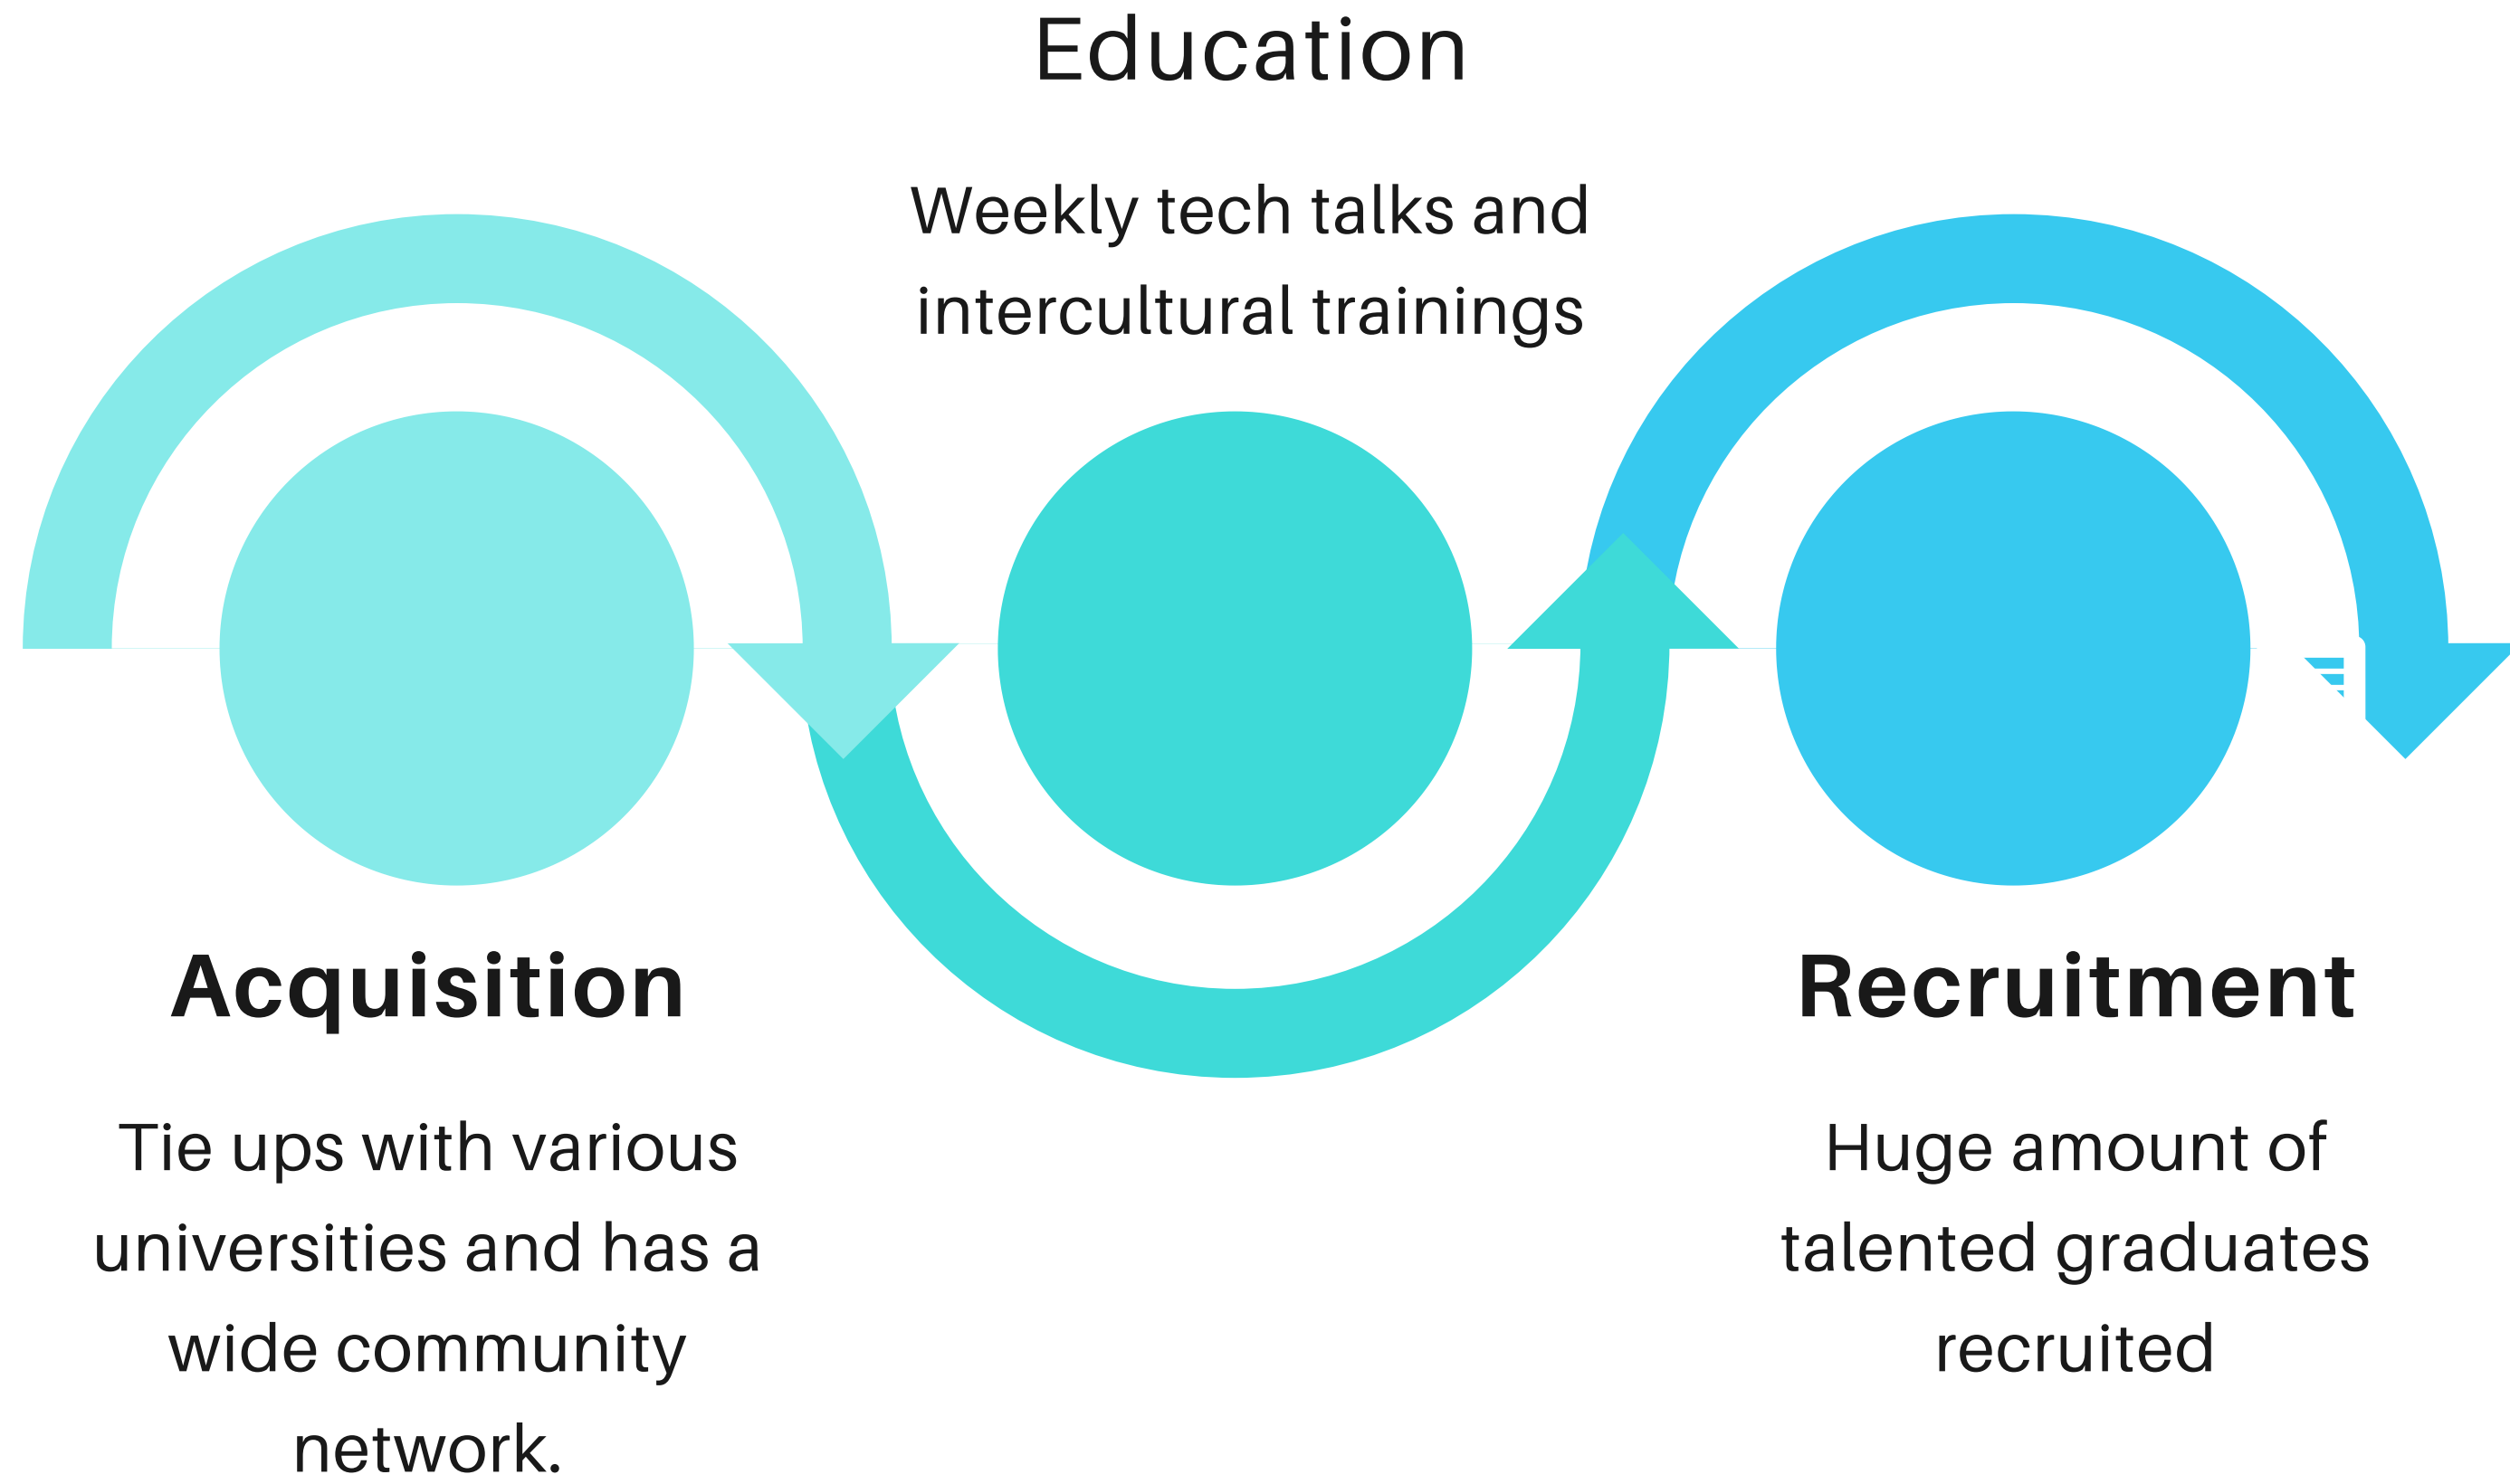 Education
Weekly tech talks and
intercultural trainings
Acquisition
Tie ups with various
universities and has a
wide community
network.
Recruitment
Huge amount of
talented graduates
recruited